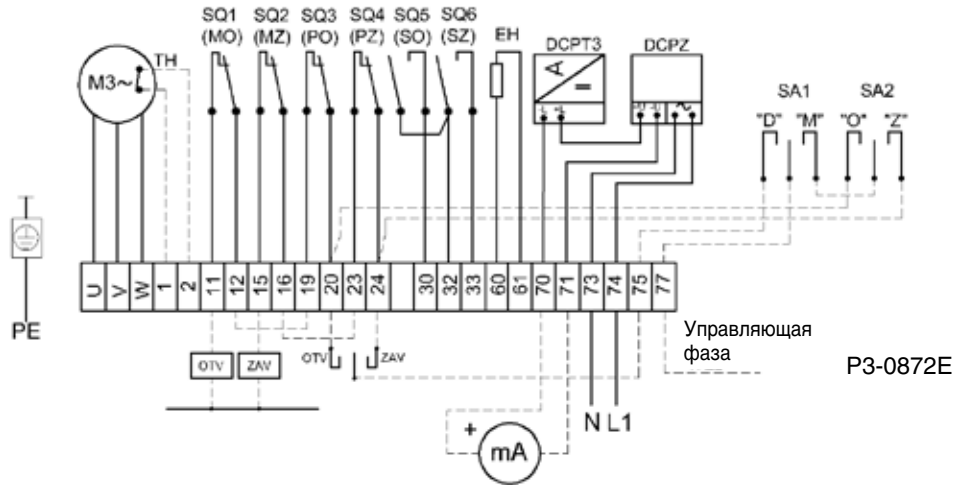 SQ1 SQ2 SQ3 SQ4 SQ5 SQ6
(MO) (MZ) (PO) (PZ) (SO) (SZ) EH
DCPT3 DCPZ
M3~ TH
A
=
SA1 SA2
"D" "M" "O" "Z"
PE
U V W 1 2 11 12 15 16 19 20 23 24 30 32 33 60 61 70 71 73 74 75 77
OTV ZAV OTV ZAV
Управляющая
фаза
P3-0872E
N L1
+
mA